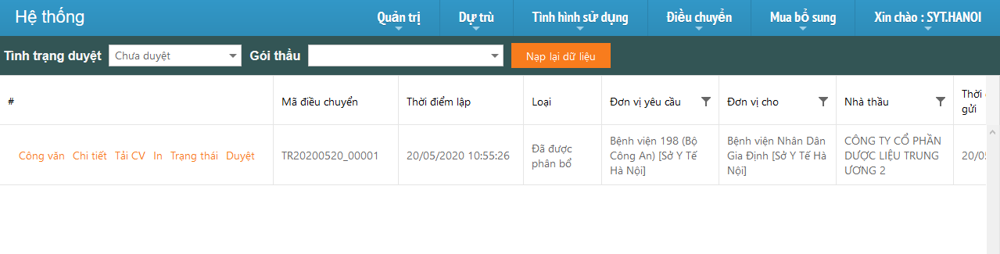 Hệ thống Quản trị Dự trù Tình hình sử dụng Điều chuyển Mua bổ sung Xin chào : SYT.HANOI
Tình trạng duyệt Chưa duyệt Gói thầu Nạp lại dữ liệu
# Mã điều chuyển Thời điểm lập Loại Đơn vị yêu cầu Đơn vị cho Nhà thầu Thời
gửi
Công văn Chi tiết Tải CV In Trạng thái Duyệt
TR20200520_00001
20/05/2020 10:55:26
Đã được
phân bổ
Bệnh viện 198 (Bộ
Công An) [Sở Y Tế
Hà Nội]
Bệnh viện Nhân Dân
Gia Định [Sở Y Tế Hà
Nội]
CÔNG TY CỔ PHẦN
DƯỢC LIỆU TRUNG
ƯƠNG 2
20/05